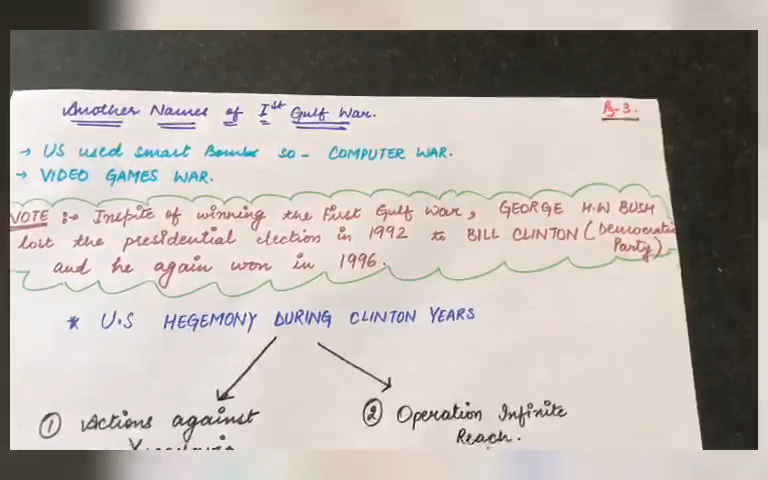 Another Names of Ist Gulf War.
Pg-3.
→ US used smart Bombs so - COMPUTER WAR.
→ VIDEO GAMES WAR.
NOTE :- Inspite of winning the first Gulf War, GEORGE H.W BUSH
lost the presidential election in 1992 to BILL CLINTON (Democratic
Party)
and he again won in 1996.
* U.S HEGEMONY DURING CLINTON YEARS
① Actions against
② Operation Infinite
Reach.